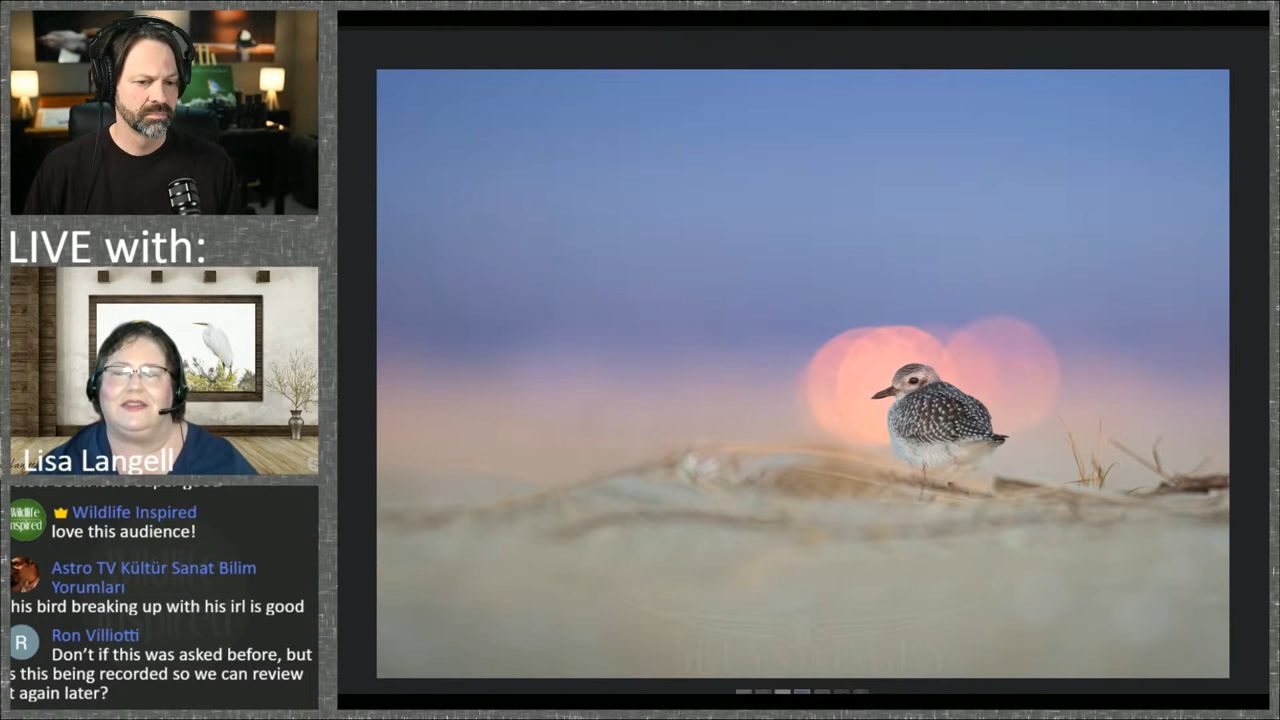 LIVE with:
Lisa Langell
Wildlife Inspired
love this audience!
Astro TV Kültür Sanat Bilim
Yorumları
his bird breaking up with his irl is good
Ron Villiotti
Don't if this was asked before, but
s this being recorded so we can review
t again later?